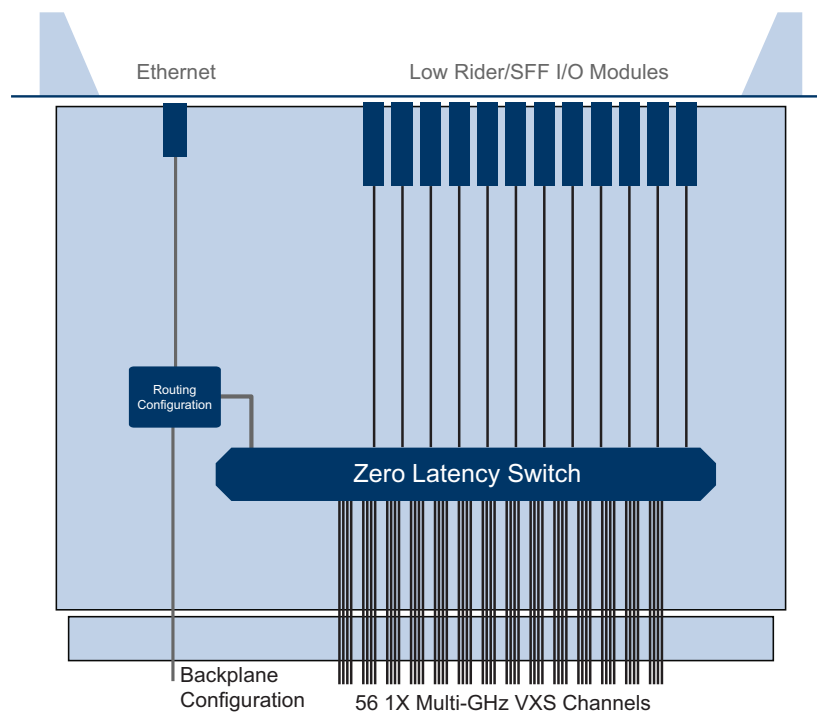 Ethernet
Low Rider/SFF I/O Modules
Routing
Configuration
Zero Latency Switch
Backplane
Configuration
56 1X Multi-GHz VXS Channels